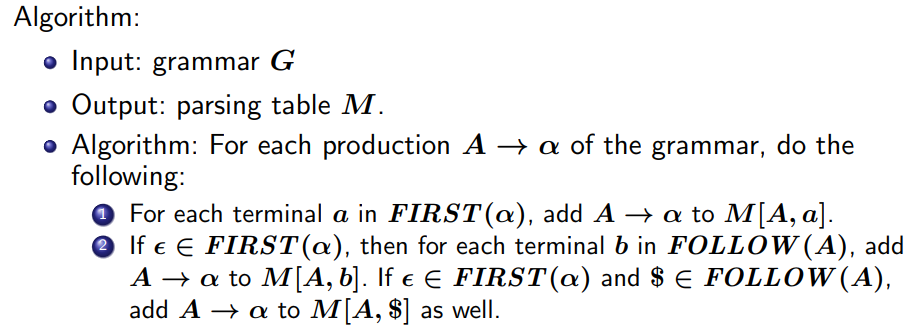 Algorithm:
Input: grammar G
Output: parsing table M.
Algorithm: For each production A → α of the grammar, do the
following:
1 For each terminal a in FIRST(α), add A → α to M[A, a].
2 If ϵ ∈ FIRST(α), then for each terminal b in FOLLOW(A), add
A → α to M[A, b]. If ϵ ∈ FIRST(α) and $ ∈ FOLLOW(A),
add A → α to M[A, $] as well.